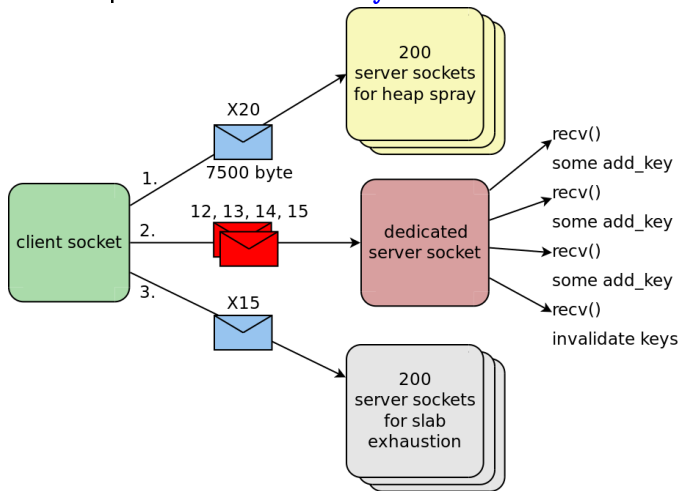 200
server sockets
for heap spray
X20
7500 byte
1.
client socket
2.
12, 13, 14, 15
dedicated
server socket
recv()
some add_key
recv()
some add_key
recv()
some add_key
recv()
invalidate keys
3.
X15
200
server sockets
for slab
exhaustion